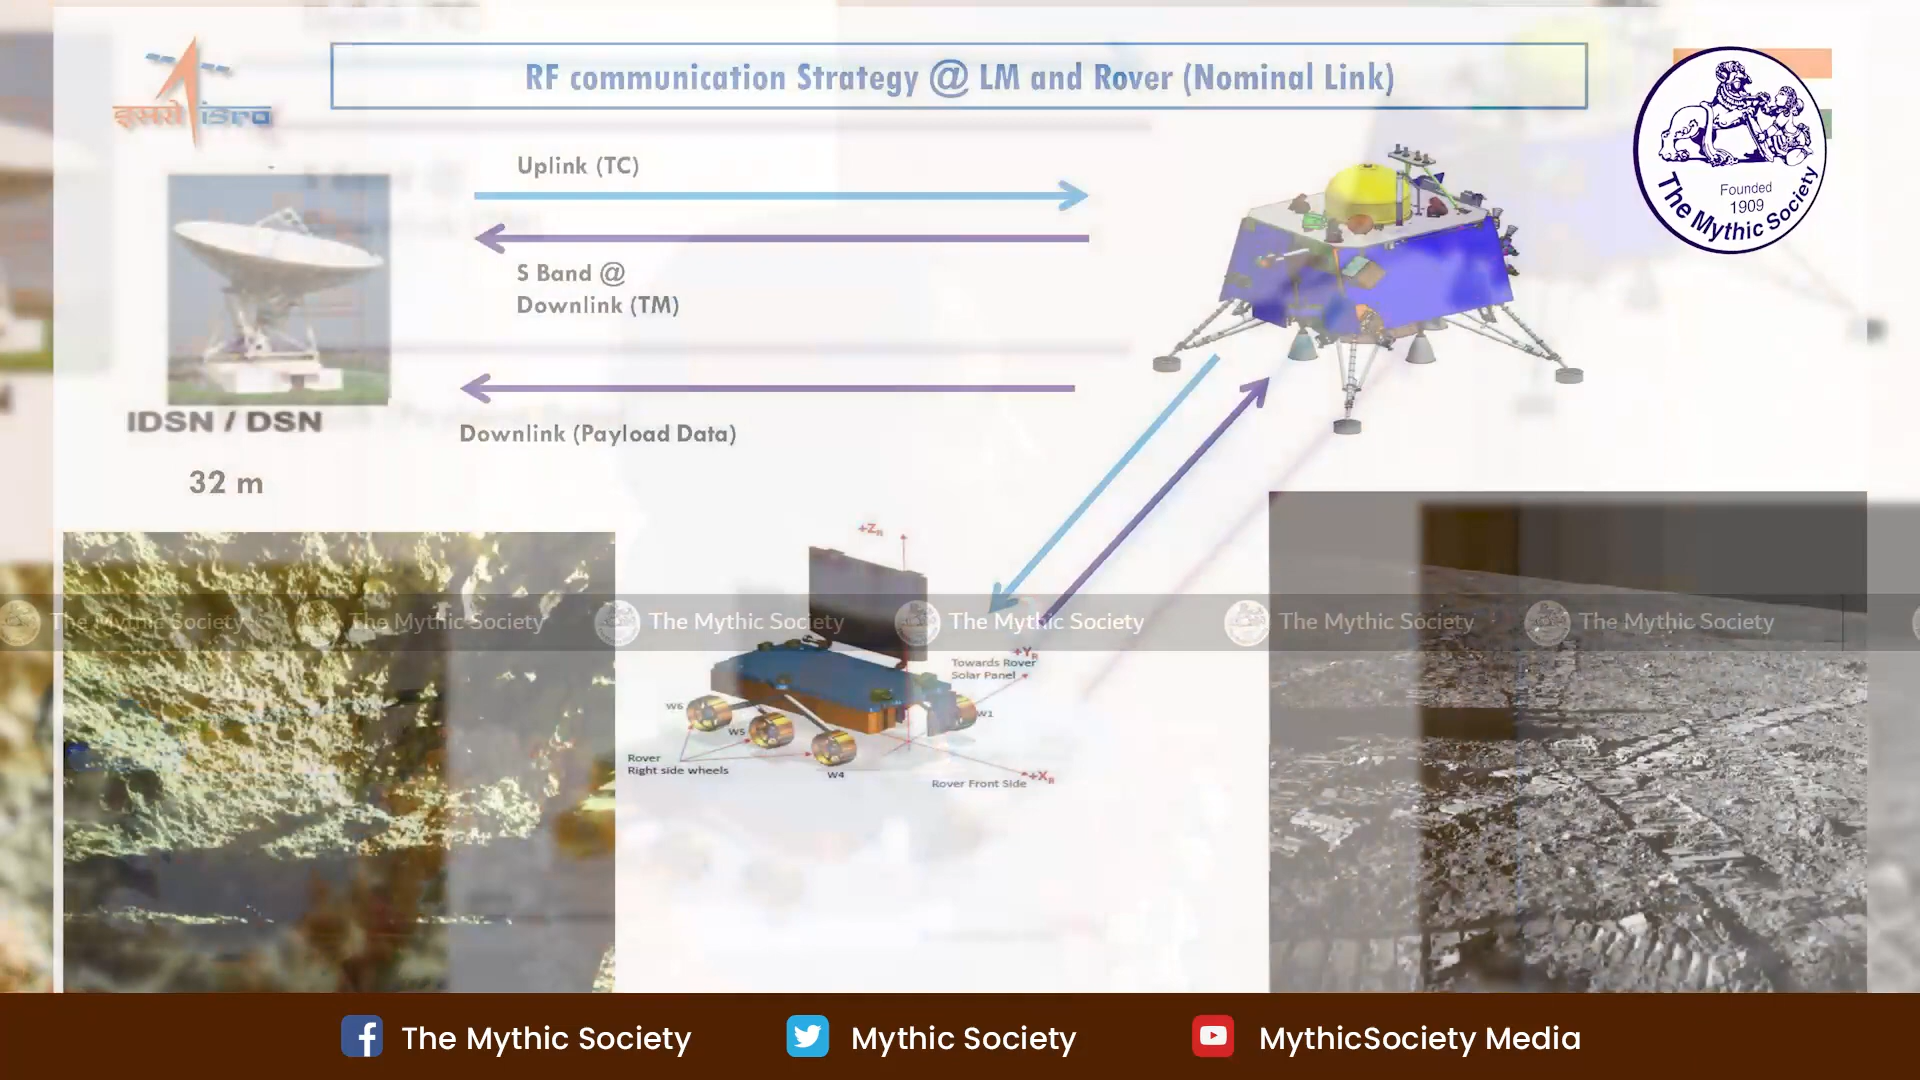 RF communication Strategy @ LM and Rover (Nominal Link)
इसरो isro
Founded
1909
The Mythic Society
Uplink (TC)
S Band @
Downlink (TM)
IDSN / DSN
Downlink (Payload Data)
32 m
+ZR
The Mythic Society The Mythic Society The Mythic Society The Mythic Society The Mythic Society The Mythic Society
+YR
Towards Rover
Solar Panel
W6
W1
W5
Rover
Right side wheels
W4
+XR
Rover Front Side
The Mythic Society Mythic Society MythicSociety Media